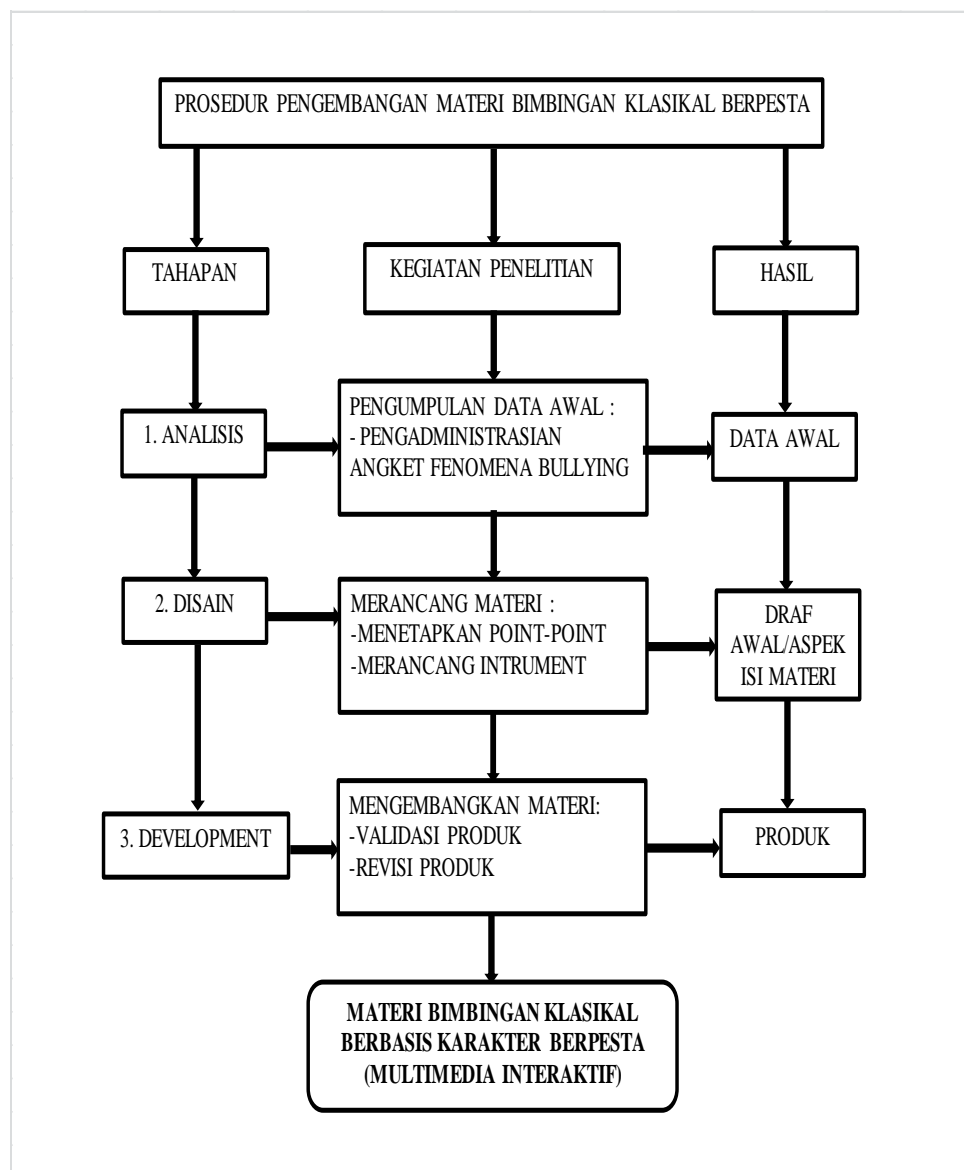 PROSEDUR PENGEMBANGAN MATERI BIMBINGAN KLASIKAL BERPESTA
TAHAPAN
KEGIATAN PENELITIAN
HASIL
1. ANALISIS
PENGUMPULAN DATA AWAL :
- PENGADMINISTRASIAN
ANGKET FENOMENA BULLYING
DATA AWAL
2. DISAIN
MERANCANG MATERI :
-MENETAPKAN POINT-POINT
-MERANCANG INTRUMENT
DRAF
AWAL/ASPEK
ISI MATERI
3. DEVELOPMENT
MENGEMBANGKAN MATERI:
-VALIDASI PRODUK
-REVISI PRODUK
PRODUK
MATERI BIMBINGAN KLASIKAL
BERBASIS KARAKTER BERPESTA
(MULTIMEDIA INTERAKTIF)